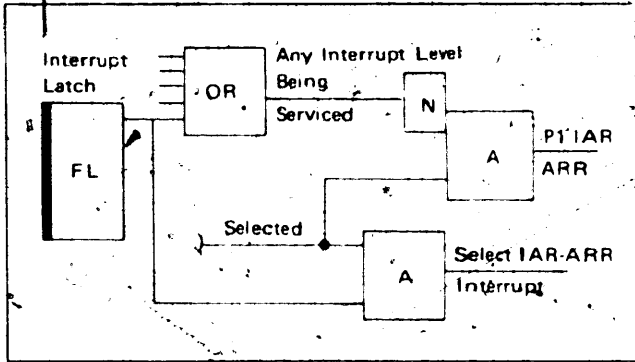 Interrupt
Latch
FL
OR
Any Interrupt Level
Being
Serviced
N
A
P1 IAR
ARR
Selected
A
Select IAR-ARR
Interrupt